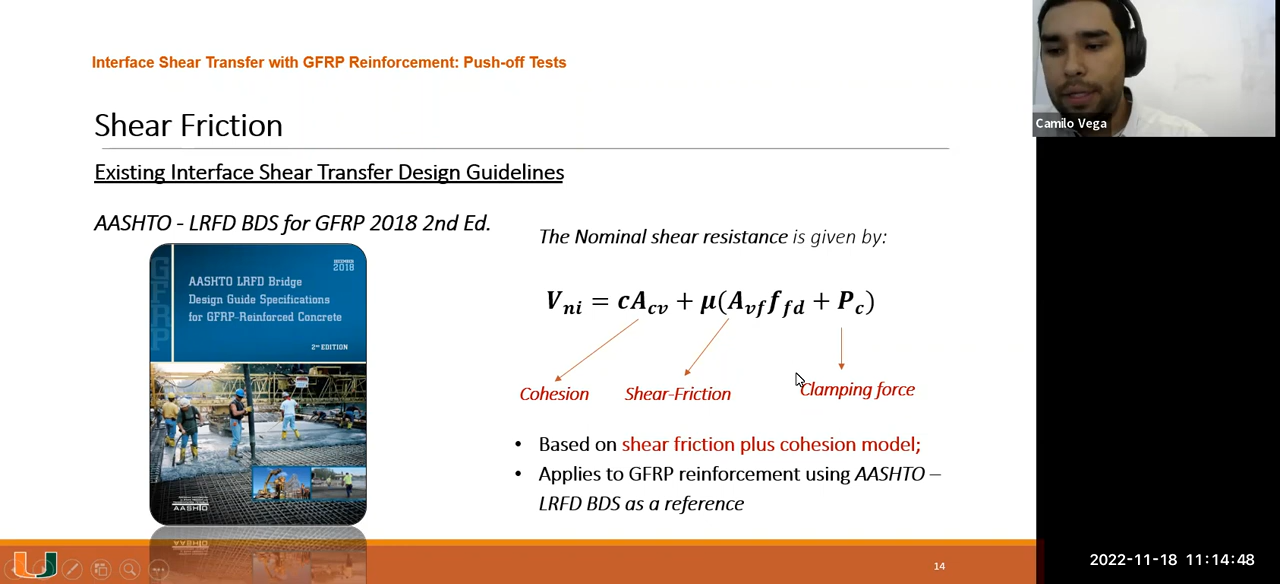 Interface Shear Transfer with GFRP Reinforcement: Push-off Tests
Shear Friction
Existing Interface Shear Transfer Design Guidelines
AASHTO - LRFD BDS for GFRP 2018 2nd Ed.
GFRP
DECEMBER
2018
AASHTO LRFD Bridge
Design Guide Specifications
for GFRP-Reinforced Concrete
2ND EDITION
AASHTO
The Nominal shear resistance is given by:
V_ni = cA_cv + μ(A_vf f_fd + P_c)
Cohesion
Shear-Friction
Clamping force
• Based on shear friction plus cohesion model;
• Applies to GFRP reinforcement using AASHTO –
LRFD BDS as a reference
14
Camilo Vega
2022-11-18 11:14:48